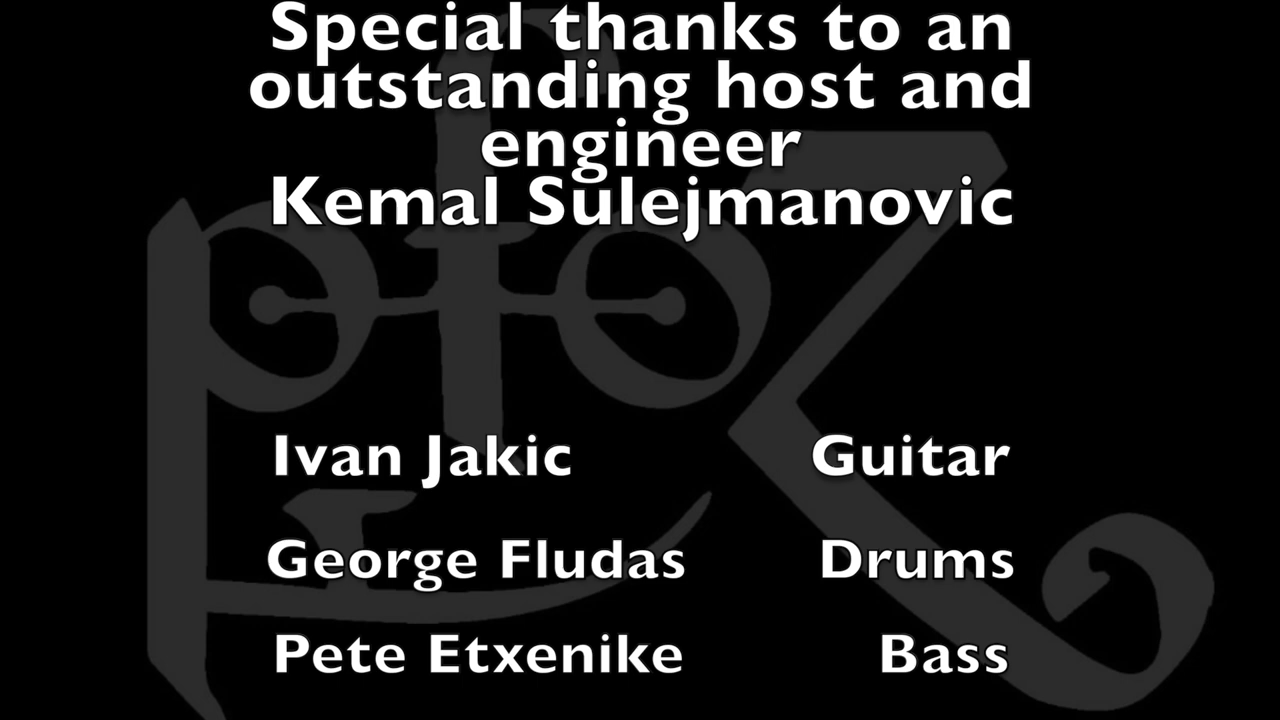 Special thanks to an
outstanding host and
engineer
Kemal Sulejmanovic
Ivan Jakic Guitar
George Fludas Drums
Pete Etxenike Bass